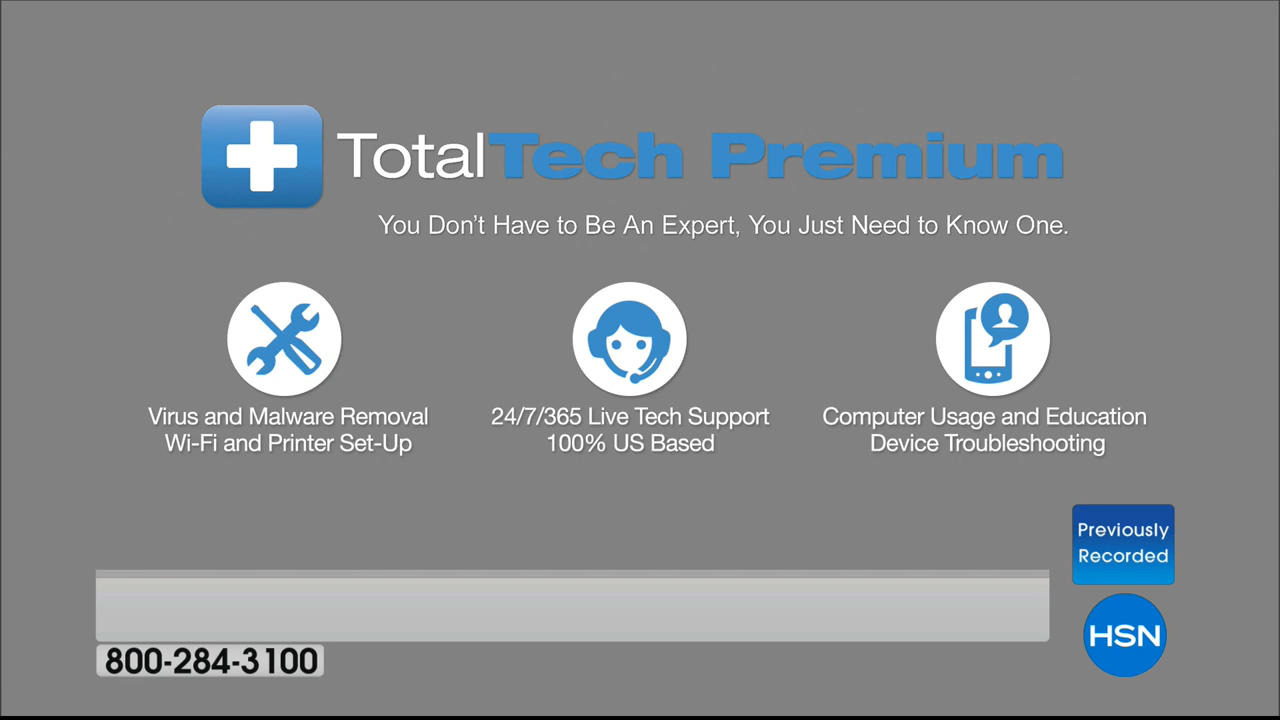 TotalTech Premium
You Don't Have to Be An Expert, You Just Need to Know One.
Virus and Malware Removal
Wi-Fi and Printer Set-Up
24/7/365 Live Tech Support
100% US Based
Computer Usage and Education
Device Troubleshooting
Previously
Recorded
HSN
800-284-3100